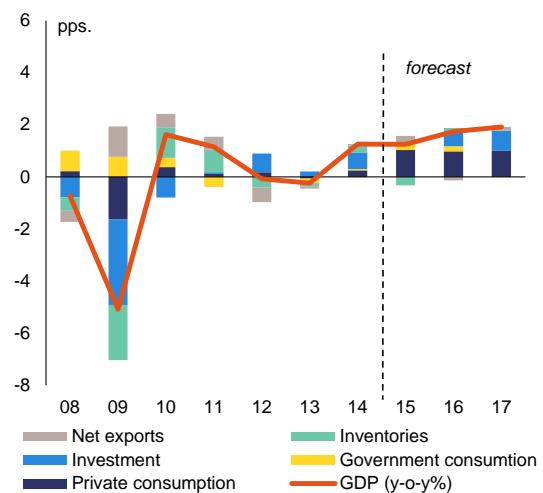 pps.
forecast
6
4
2
0
-2
-4
-6
-8
08 09 10 11 12 13 14 15 16 17
Net exports Inventories
Investment Government consumtion
Private consumption GDP (y-o-y%)